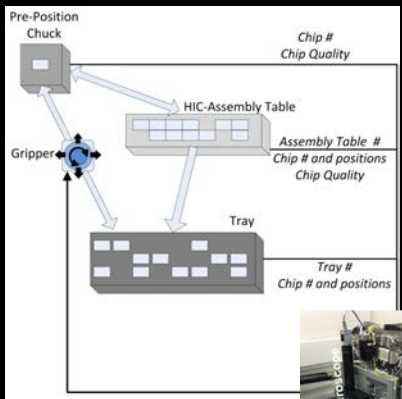 Pre-Position
Chuck
Chip #
Chip Quality
HIC-Assembly Table
Gripper
Assembly Table #
Chip # and positions
Chip Quality
Tray
Tray #
Chip # and positions